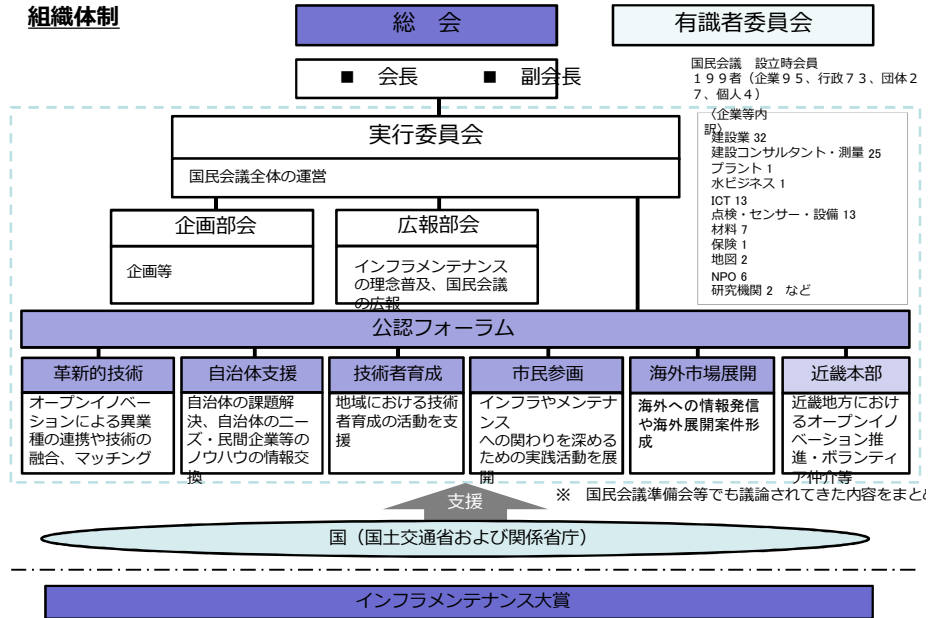 組織体制
総 会
有識者委員会
■ 会長 ■ 副会長
国民会議 設立時会員
199者（企業95、行政73、団体2
7、個人4）
〈企業等内
訳〉
建設業 32
建設コンサルタント・測量 25
プラント 1
水ビジネス 1
ICT 13
点検・センサー・設備 13
材料 7
保険 1
地図 2
NPO 6
研究機関 2 など
実行委員会
国民会議全体の運営
企画部会
企画等
広報部会
インフラメンテナンス
の理念普及、国民会議
の広報
公認フォーラム
革新的技術
オープンイノベー
ションによる異業
種の連携や技術の
融合、マッチング
自治体支援
自治体の課題解
決、自治体のニー
ズ・民間企業等の
ノウハウの情報交
換
技術者育成
地域における技術
者育成の活動を支
援
市民参画
インフラやメンテナ
ンス
への関わりを深める
ための実践活動を展
開
海外市場展開
海外への情報発信
や海外展開案件形
成
近畿本部
近畿地方におけ
るオープンイノ
ベーション推
進・ボランティ
ア仲介等
支援
※ 国民会議準備会等でも議論されてきた内容をまとめ
国（国土交通省および関係省庁）
インフラメンテナンス大賞